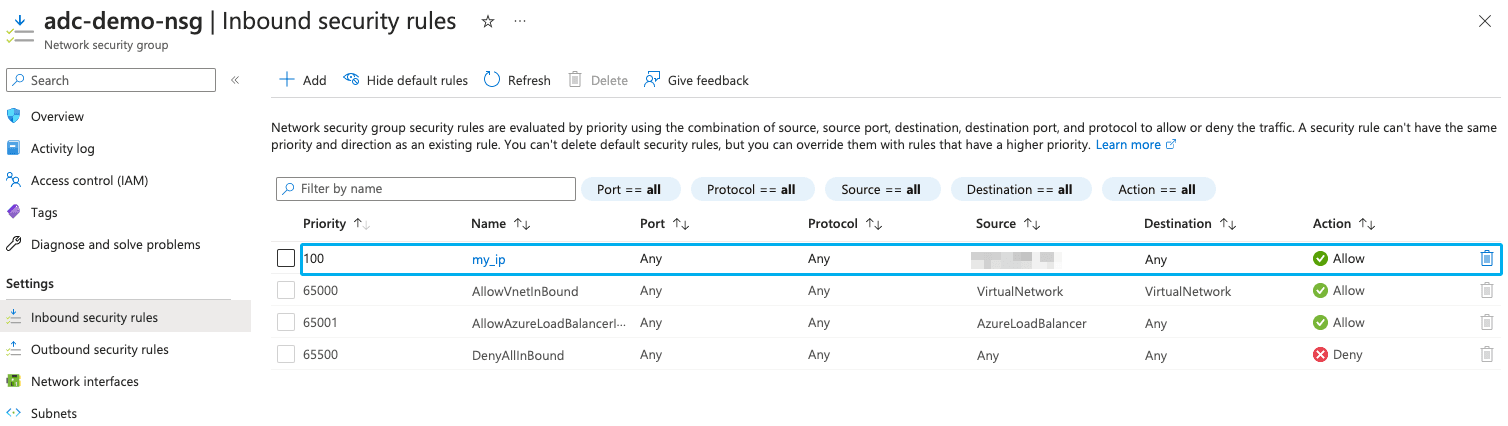 adc-demo-nsg | Inbound security rules ☆ ···
Network security group
Search «
Overview
Activity log
Access control (IAM)
Tags
Diagnose and solve problems
Settings
Inbound security rules
Outbound security rules
Network interfaces
Subnets
Add Hide default rules Refresh Delete Give feedback
Network security group security rules are evaluated by priority using the combination of source, source port, destination, destination port, and protocol to allow or deny the traffic. A security rule can't have the same
priority and direction as an existing rule. You can't delete default security rules, but you can override them with rules that have a higher priority. Learn more
Filter by name Port == all Protocol == all Source == all Destination == all Action == all
Priority ↑↓ Name ↑↓ Port ↑↓ Protocol ↑↓ Source ↑↓ Destination ↑↓ Action ↑↓
100 my_ip Any Any Any Allow
65000 AllowVnetInBound Any Any VirtualNetwork VirtualNetwork Allow
65001 AllowAzureLoadBalancerI... Any Any AzureLoadBalancer Any Allow
65500 DenyAllInBound Any Any Any Any Deny